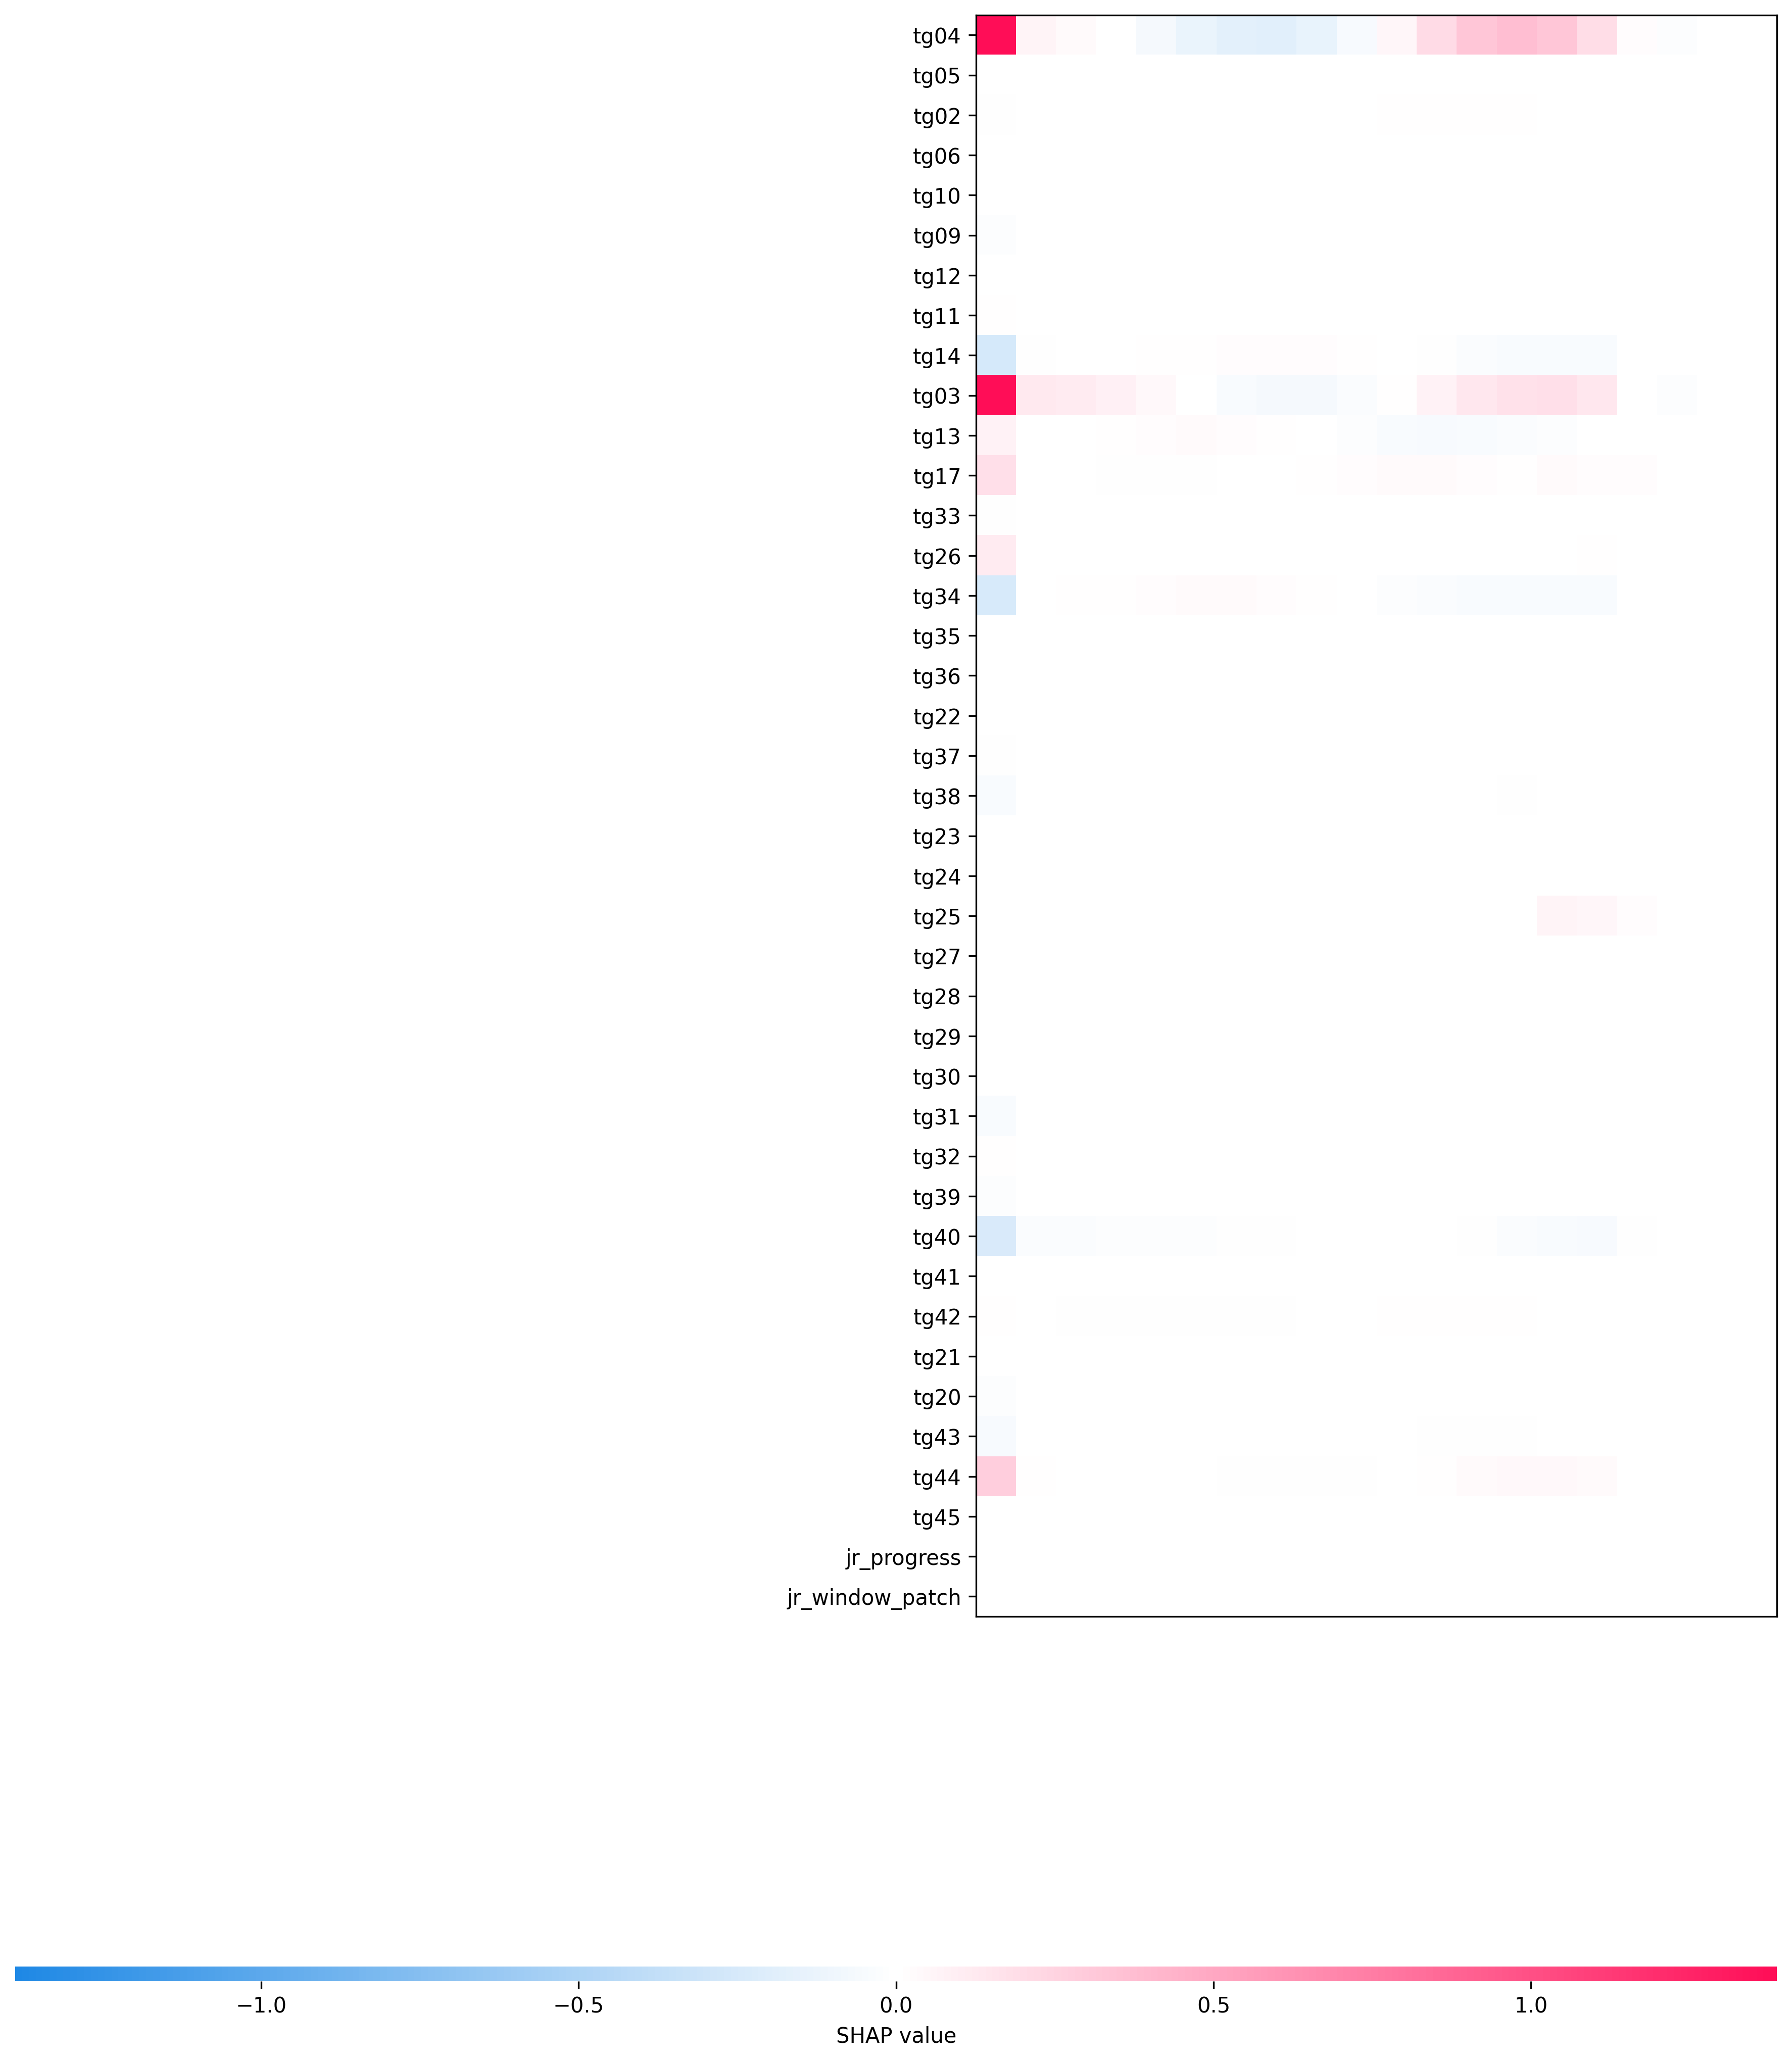 tg04
tg05
tg02
tg06
tg10
tg09
tg12
tg11
tg14
tg03
tg13
tg17
tg33
tg26
tg34
tg35
tg36
tg22
tg37
tg38
tg23
tg24
tg25
tg27
tg28
tg29
tg30
tg31
tg32
tg39
tg40
tg41
tg42
tg21
tg20
tg43
tg44
tg45
jr_progress
jr_window_patch
−1.0 −0.5 0.0 0.5 1.0
SHAP value